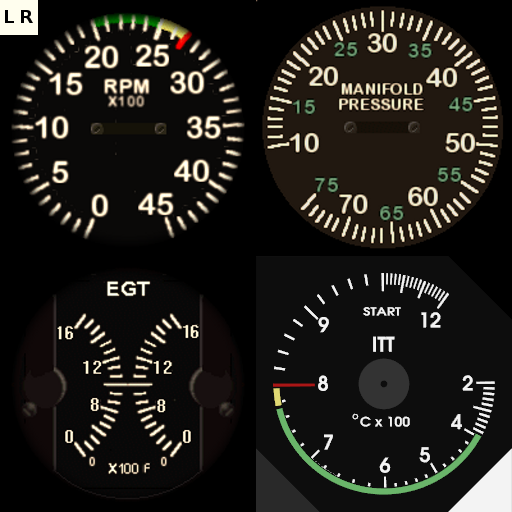 L R
20 25
15 RPM 30
X100
10 35
5 40
0 45
25 30 35
20 40
MANIFOLD
15 PRESSURE 45
10 50
75 55
70 65 60
EGT
16 16
12 12
8 8
0 0
0 0
X100 F
START
9 12
ITT
8 2
°C x 100 4
7 5
6